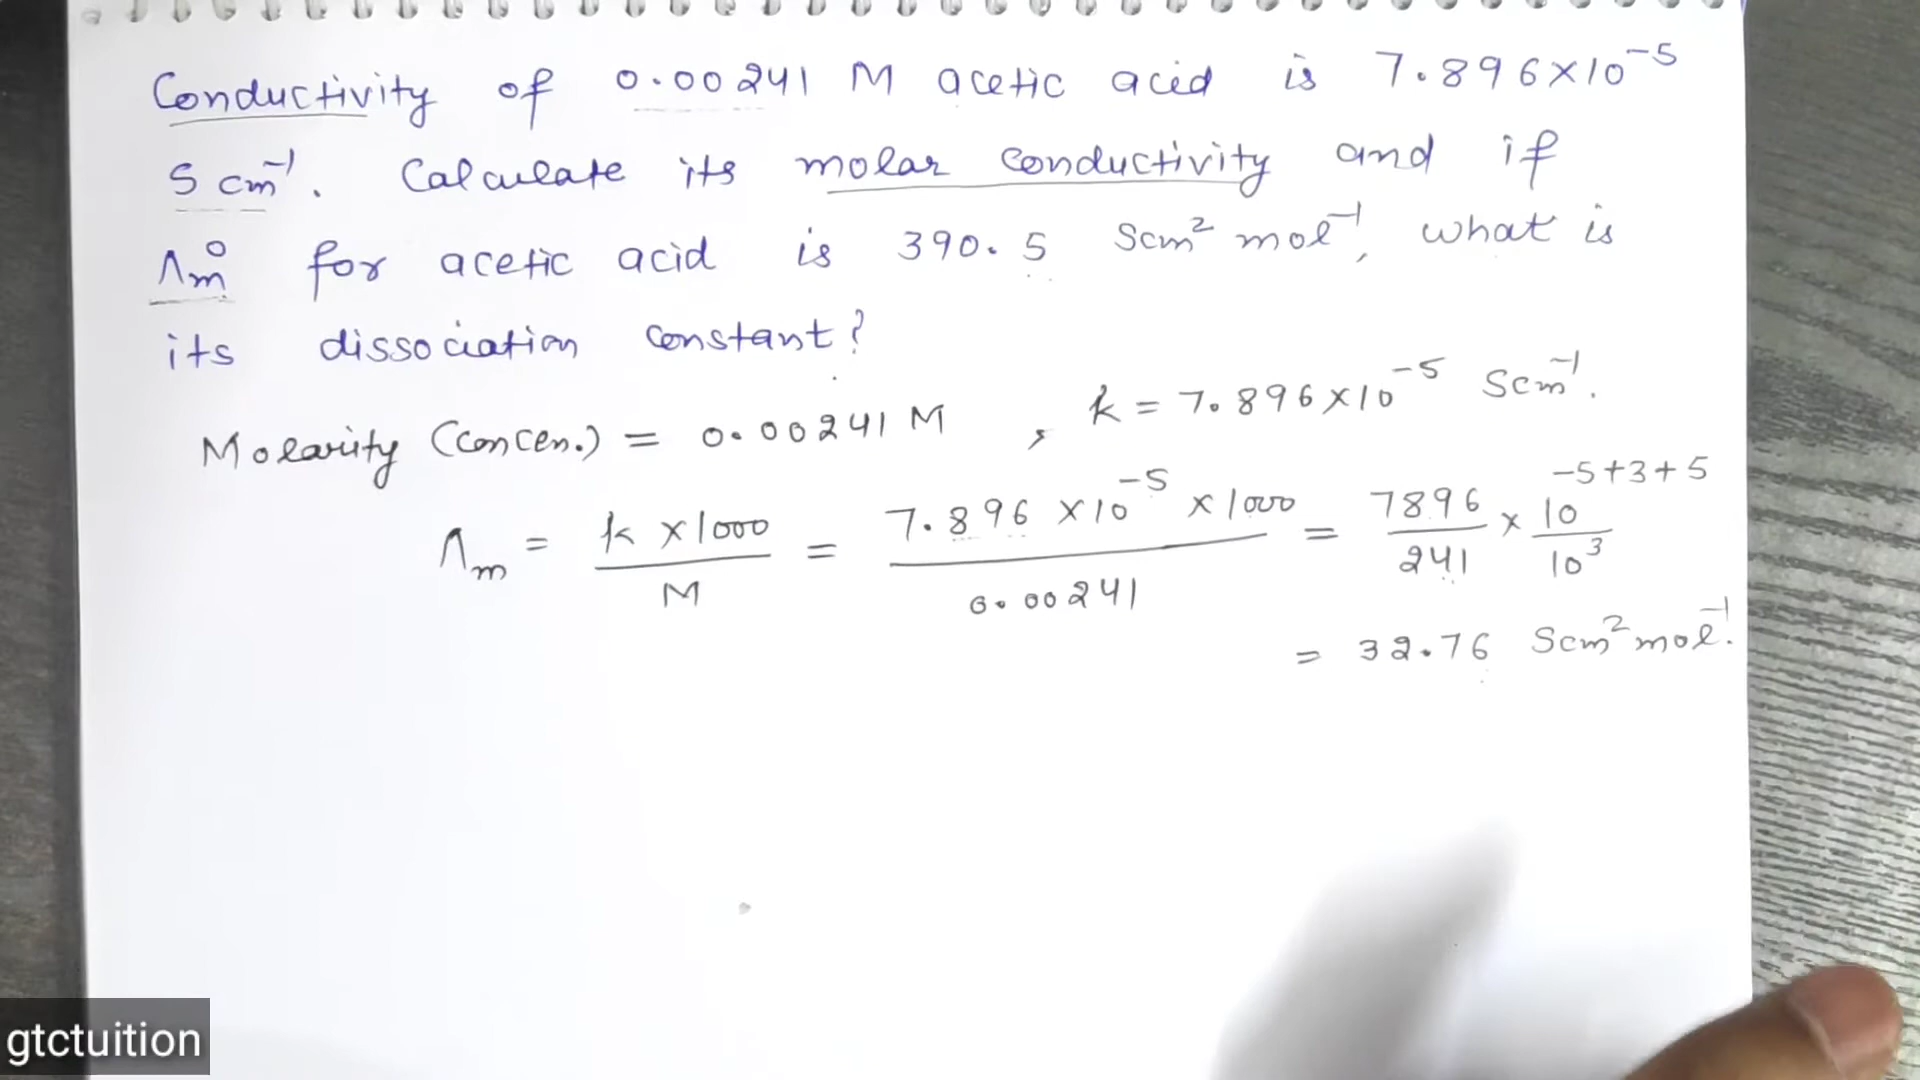 Conductivity of 0.00241 M acetic acid is 7.896×10⁻⁵
S cm⁻¹. Calculate its molar conductivity and if
Λm⁰ for acetic acid is 390.5 Scm² mol⁻¹, what is
its dissociation constant?
Molarity (concen.) = 0.00241 M , k = 7.896×10⁻⁵ Scm⁻¹.
Λm = k×1000/M = 7.896×10⁻⁵×1000/0.00241 = 7896/241 × 10⁻⁵⁺³⁺⁵/10³
= 32.76 Scm² mol⁻¹.
gtctuition